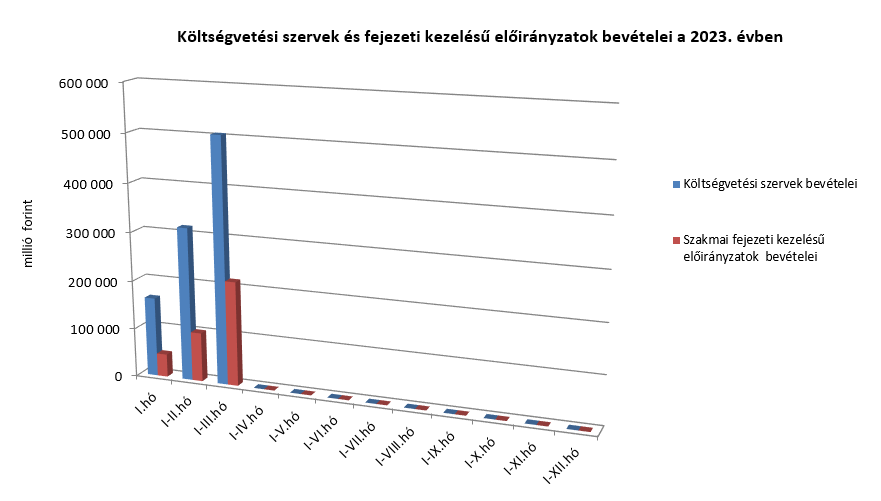 Költségvetési szervek és fejezeti kezelésű előirányzatok bevételei a 2023. évben
600 000
500 000
400 000
300 000
200 000
100 000
0
millió forint
I.hó
I-II.hó
I-III.hó
I-IV.hó
I-V.hó
I-VI.hó
I-VII.hó
I-VIII.hó
I-IX.hó
I-X.hó
I-XI.hó
I-XII.hó
Költségvetési szervek bevételei
Szakmai fejezeti kezelésű
előirányzatok bevételei